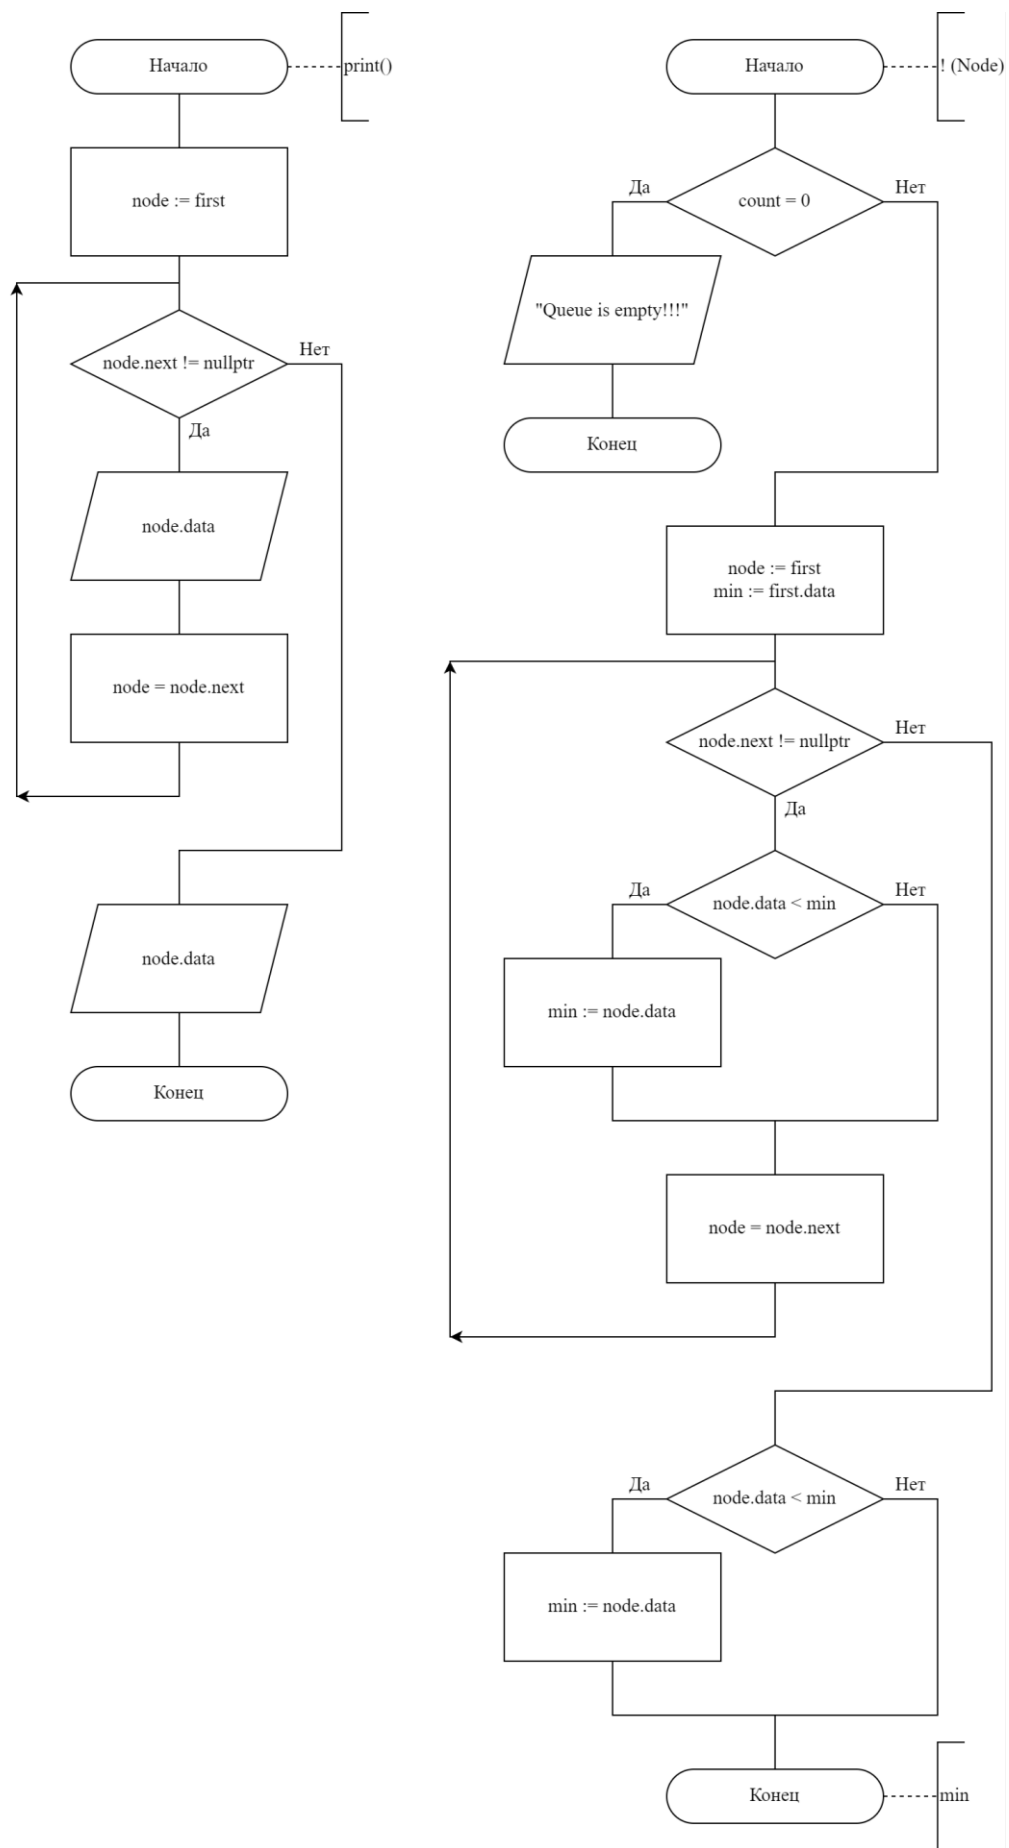 Начало
print()
node := first
node.next != nullptr
Нет
Да
node.data
node = node.next
node.data
Конец
Начало
! (Node)
Да
count = 0
Нет
"Queue is empty!!!"
Конец
node := first
min := first.data
node.next != nullptr
Нет
Да
Да
node.data < min
Нет
min := node.data
node = node.next
Да
node.data < min
Нет
min := node.data
Конец
min